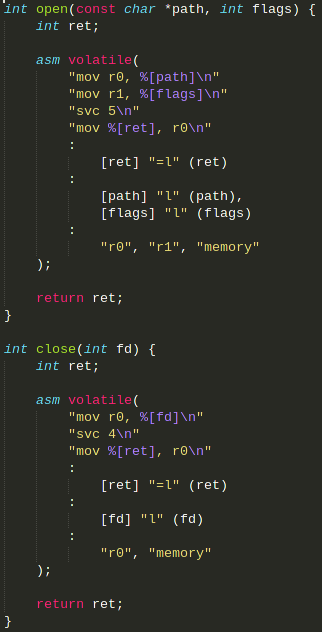 int open(const char *path, int flags) {
    int ret;

    asm volatile(
        "mov r0, %[path]\n"
        "mov r1, %[flags]\n"
        "svc 5\n"
        "mov %[ret], r0\n"
        :
            [ret] "=l" (ret)
        :
            [path] "l" (path),
            [flags] "l" (flags)
        :
            "r0", "r1", "memory"
    );

    return ret;
}

int close(int fd) {
    int ret;

    asm volatile(
        "mov r0, %[fd]\n"
        "svc 4\n"
        "mov %[ret], r0\n"
        :
            [ret] "=l" (ret)
        :
            [fd] "l" (fd)
        :
            "r0", "memory"
    );

    return ret;
}